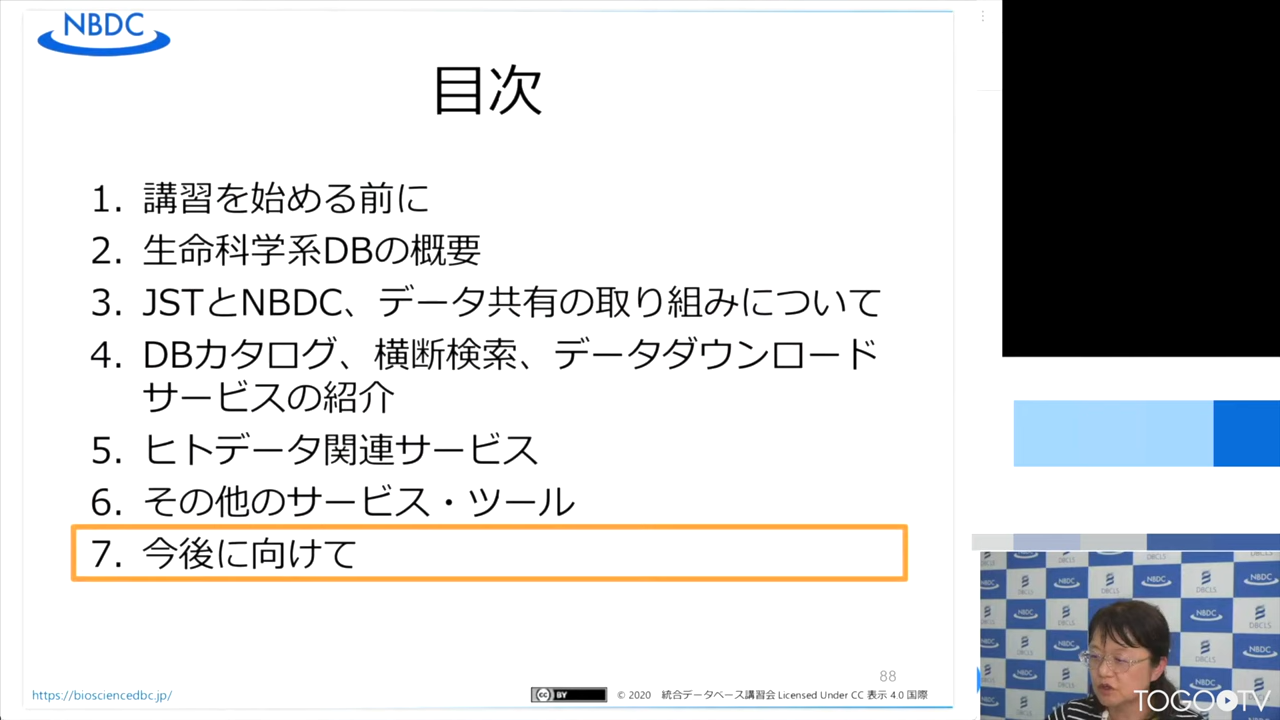 NBDC
目次
1. 講習を始める前に
2. 生命科学系DBの概要
3. JSTとNBDC、データ共有の取り組みについて
4. DBカタログ、横断検索、データダウンロード
サービスの紹介
5. ヒトデータ関連サービス
6. その他のサービス・ツール
7. 今後に向けて
88
https://biosciencedbc.jp/
cc BY
© 2020 統合データベース講習会 Licensed Under CC 表示 4.0 国際
DBCLS
NBDC
TOGOTV